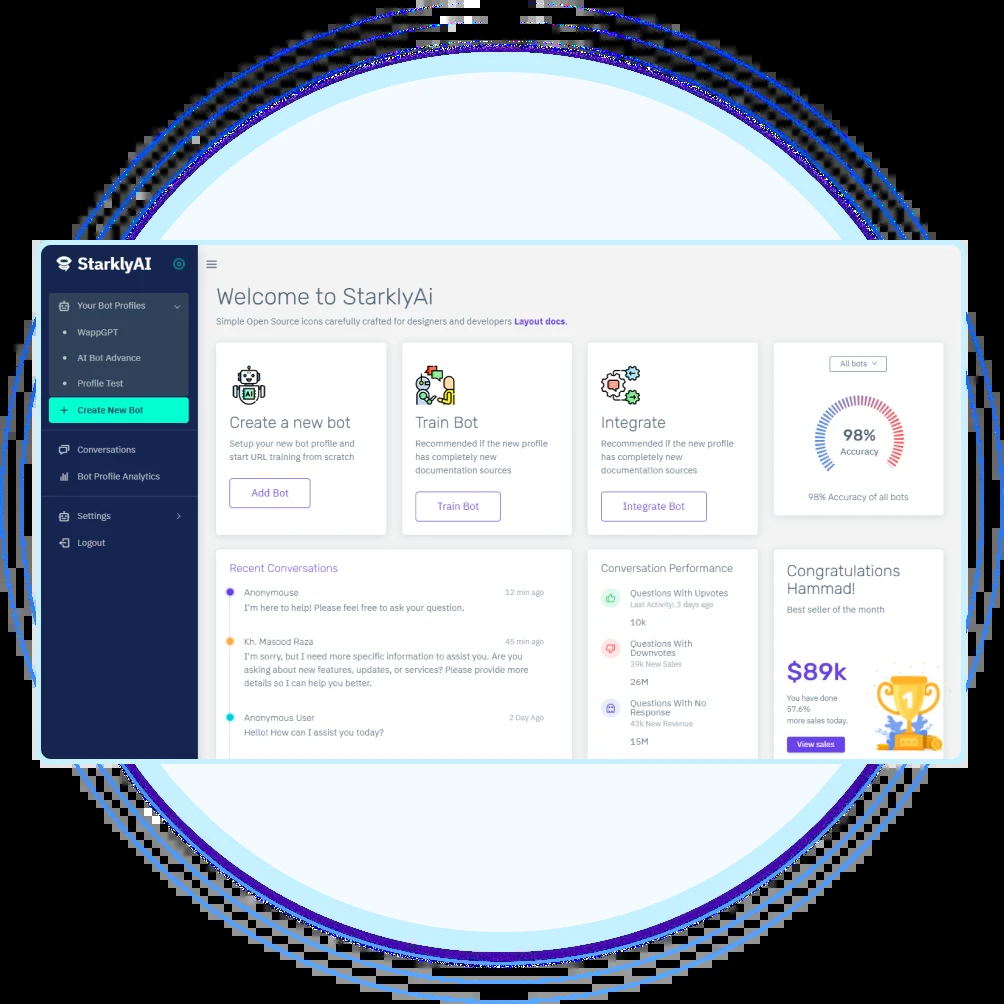 StarklyAI
Your Bot Profiles
WappGPT
AI Bot Advance
Profile Test
+ Create New Bot
Conversations
Bot Profile Analytics
Settings
Logout
Welcome to StarklyAi
Simple Open Source icons carefully crafted for designers and developers Layout docs.
AI
Create a new bot
Setup your new bot profile and
start URL training from scratch
Add Bot
Train Bot
Recommended if the new profile
has completely new
documentation sources
Train Bot
Integrate
Recommended if the new profile
has completely new
documentation sources
Integrate Bot
All bots
98%
Accuracy
98% Accuracy of all bots
Recent Conversations
Anonymouse 12 min ago
I'm here to help! Please feel free to ask your question.
Kh. Masood Raza 45 min ago
I'm sorry, but I need more specific information to assist you. Are you
asking about new features, updates, or services? Please provide more
details so I can help you better.
Anonymous User 2 Day Ago
Hello! How can I assist you today?
Conversation Performance
Questions With Upvotes
Last Activity: 3 days ago
10k
Questions With
Downvotes
39k New Sales
26M
Questions With No
Response
43k New Revenue
15M
Congratulations
Hammad!
Best seller of the month
$89k
You have done
57.6%
more sales today.
View sales
1